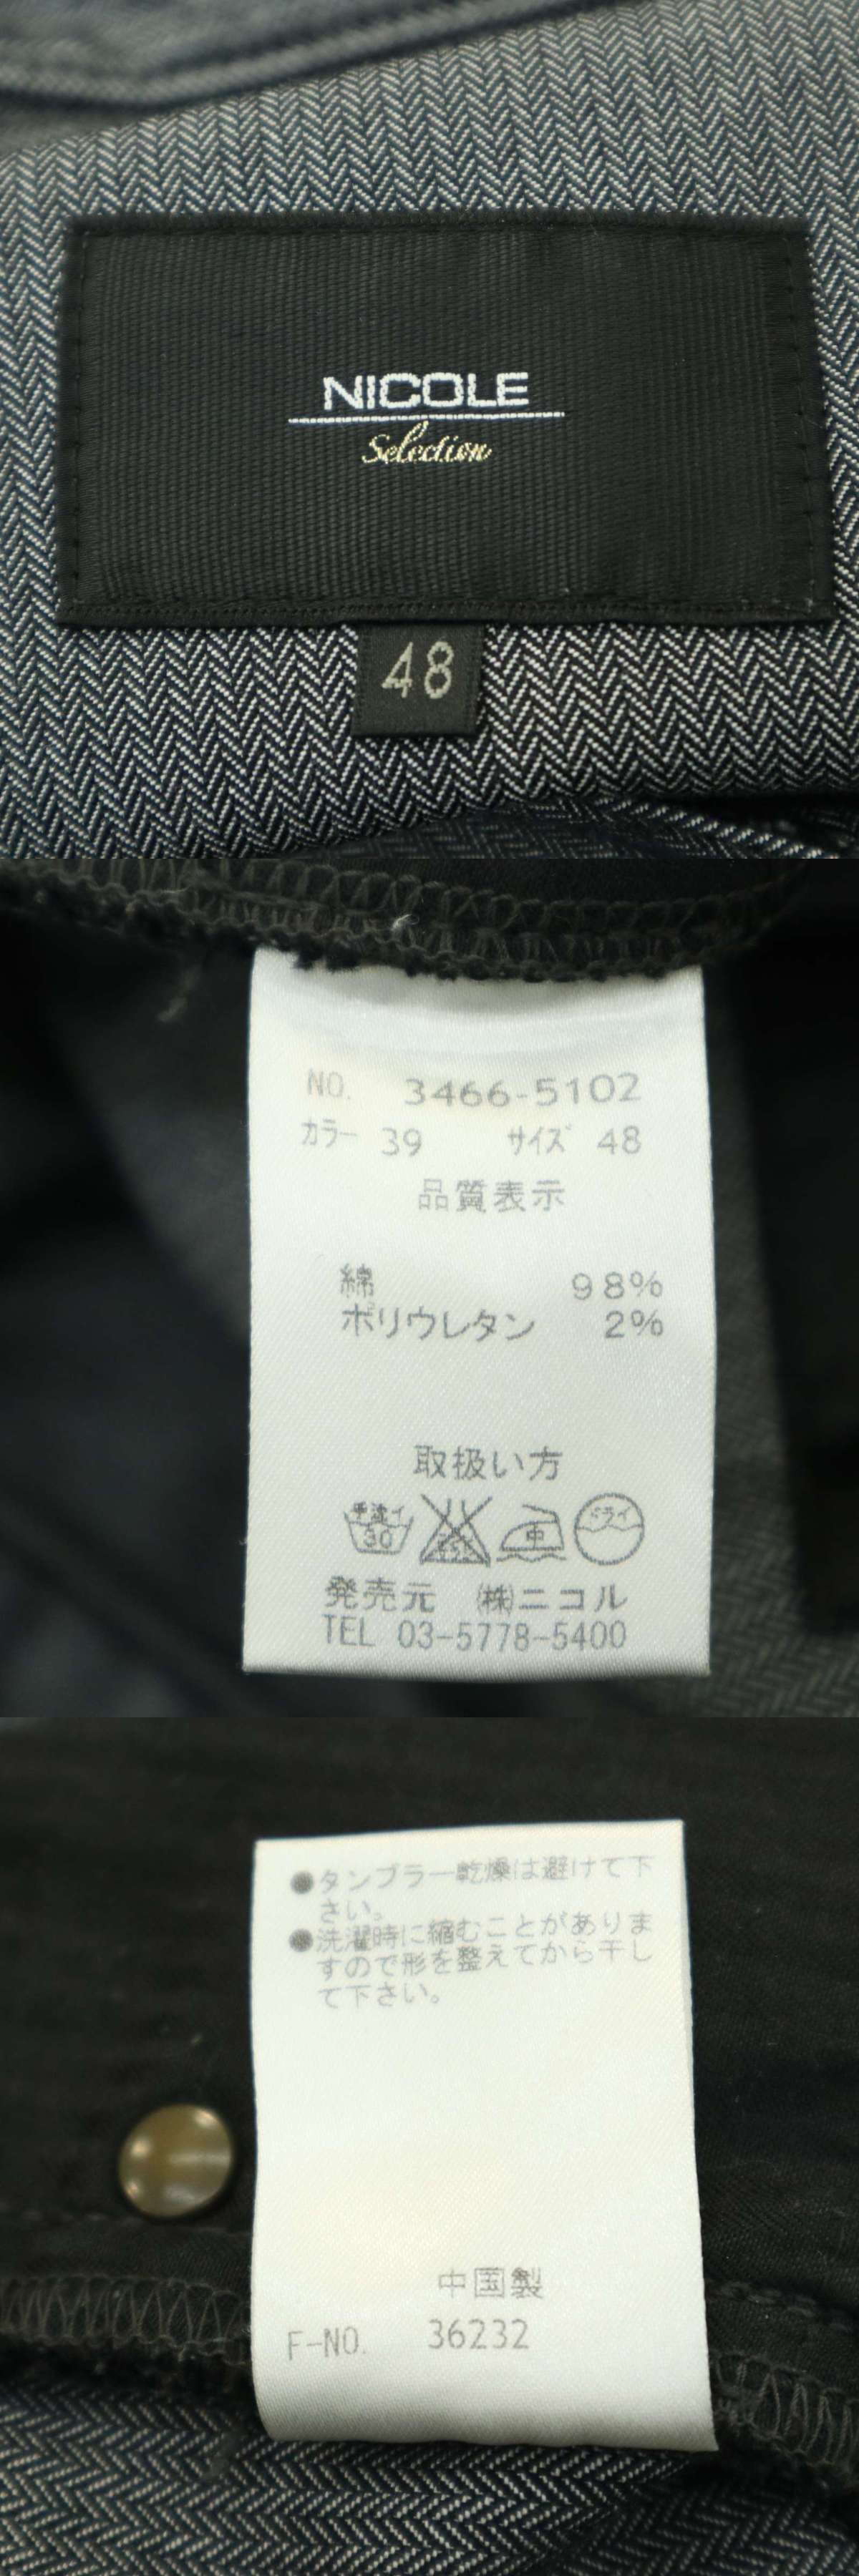 NICOLE
Selection
48
NO. 3466-5102
カラー 39 サイズ 48
品質表示
綿 98%
ポリウレタン 2%
取扱い方
手洗イ
30
中
ドライ
発売元 ㈱ニコル
TEL 03-5778-5400
●タンブラー乾燥は避けて下
さい。
●洗濯時に縮むことがありま
すので形を整えてから干し
て下さい。
中国製
F-NO. 36232